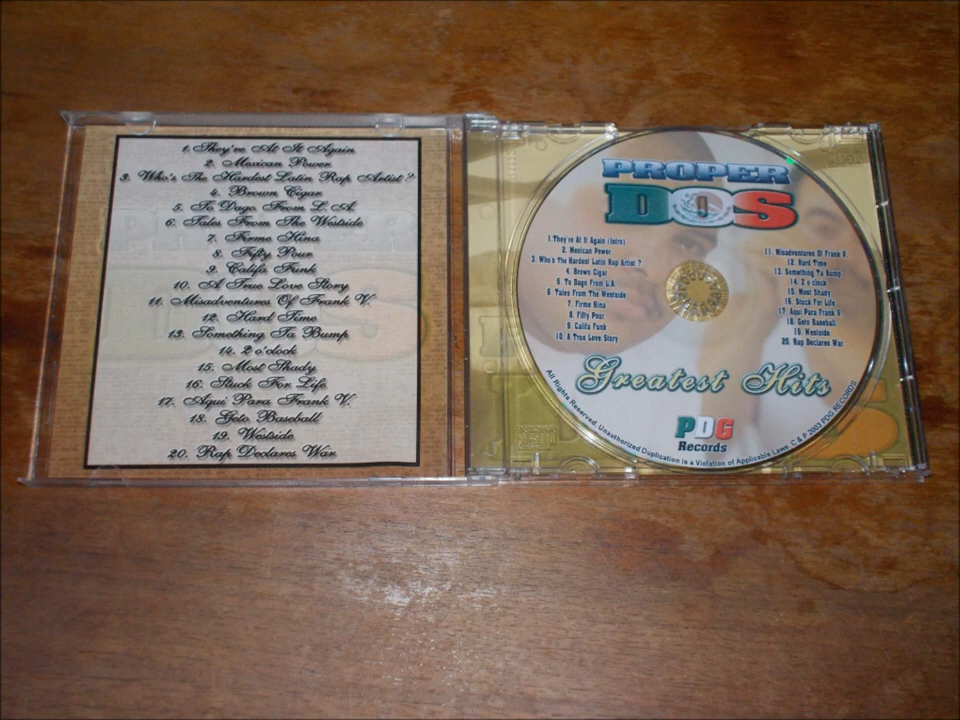 1. They're At It Again
2. Mexican Power
3. Who's The Hardest Latin Rap Artist?
4. Brown Cigar
5. To Dago From L.A.
6. Tales From The Westside
7. Firme Hina
8. Fifty Pour
9. Califa Funk
10. A True Love Story
11. Misadventures Of Frank V.
12. Hard Time
13. Something Ta Bump
14. 2 o'clock
15. Most Shady
16. Stuck For Life
17. Aqui Para Frank V.
18. Geto Baseball
19. Westside
20. Rap Declares War
PROPER
DOS
1. They're At It Again (Intro)
2. Mexican Power
3. Who's The Hardest Latin Rap Artist ?
4. Brown Cigar
5. To Dago From L.A.
6. Tales From The Westside
7. Firme Hina
8. Fifty Pour
9. Califa Funk
10. A True Love Story
11. Misadventures Of Frank V.
12. Hard Time
13. Something Ta Bump
14. 2 o'clock
15. Most Shady
16. Stuck For Life
17. Aqui Para Frank V.
18. Geto Baseball
19. Westside
20. Rap Declares War
Greatest Hits
PDG
Records
All Rights Reserved. Unauthorized Duplication is a Violation of Applicable Laws. C & P 2003 PDG RECORDS